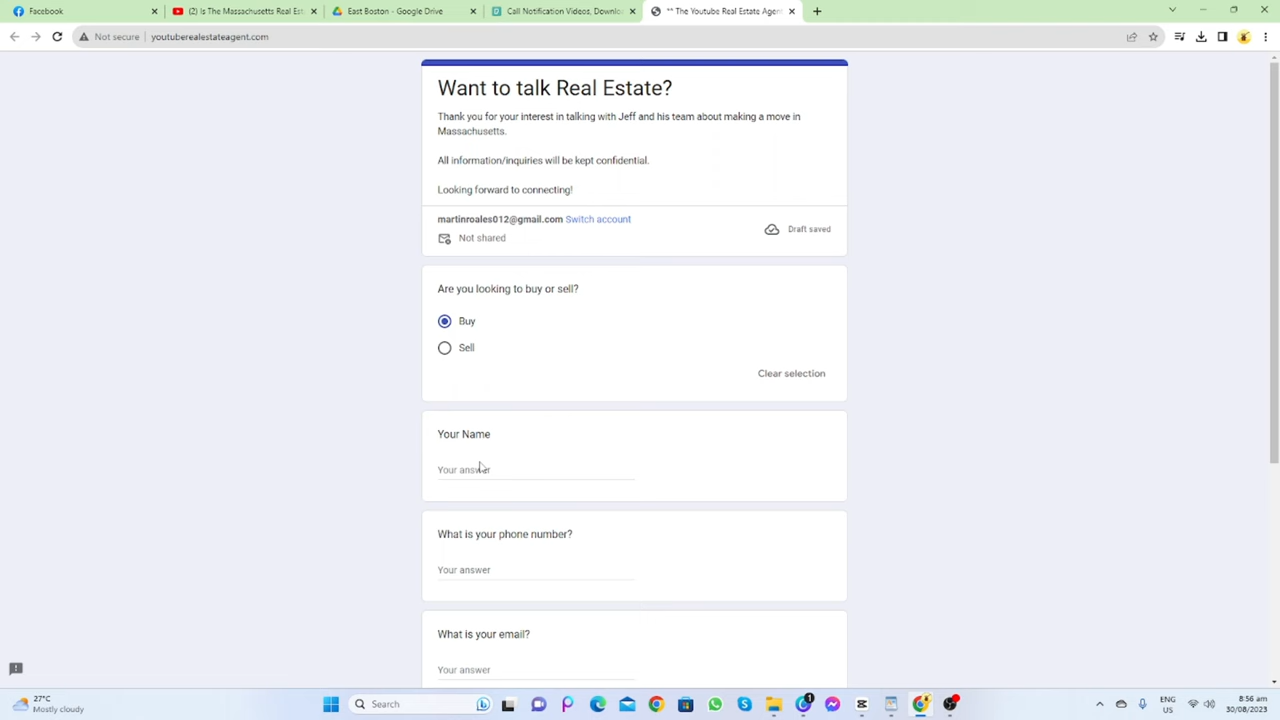 Facebook
(2) Is The Massachusetts Real Est
East Boston - Google Drive
Call Notification Videos, Downlo
** The Youtube Real Estate Agen
Not secure
youtuberealestateagent.com
Want to talk Real Estate?
Thank you for your interest in talking with Jeff and his team about making a move in
Massachusetts.
All information/inquiries will be kept confidential.
Looking forward to connecting!
martinroales012@gmail.com Switch account
Not shared
Draft saved
Are you looking to buy or sell?
Buy
Sell
Clear selection
Your Name
Your answer
What is your phone number?
Your answer
What is your email?
Your answer
27°C
Mostly cloudy
Search
1
ENG
US
8:56 am
30/08/2023